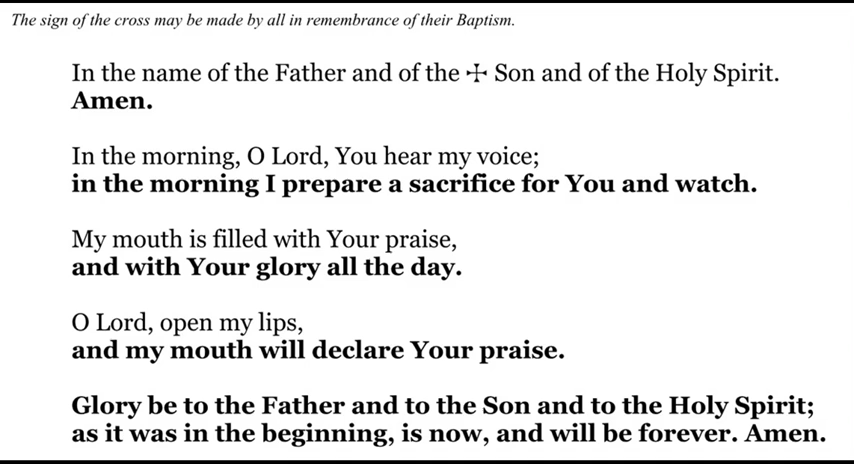 The sign of the cross may be made by all in remembrance of their Baptism.
In the name of the Father and of the ☩ Son and of the Holy Spirit.
Amen.
In the morning, O Lord, You hear my voice;
in the morning I prepare a sacrifice for You and watch.
My mouth is filled with Your praise,
and with Your glory all the day.
O Lord, open my lips,
and my mouth will declare Your praise.
Glory be to the Father and to the Son and to the Holy Spirit;
as it was in the beginning, is now, and will be forever. Amen.